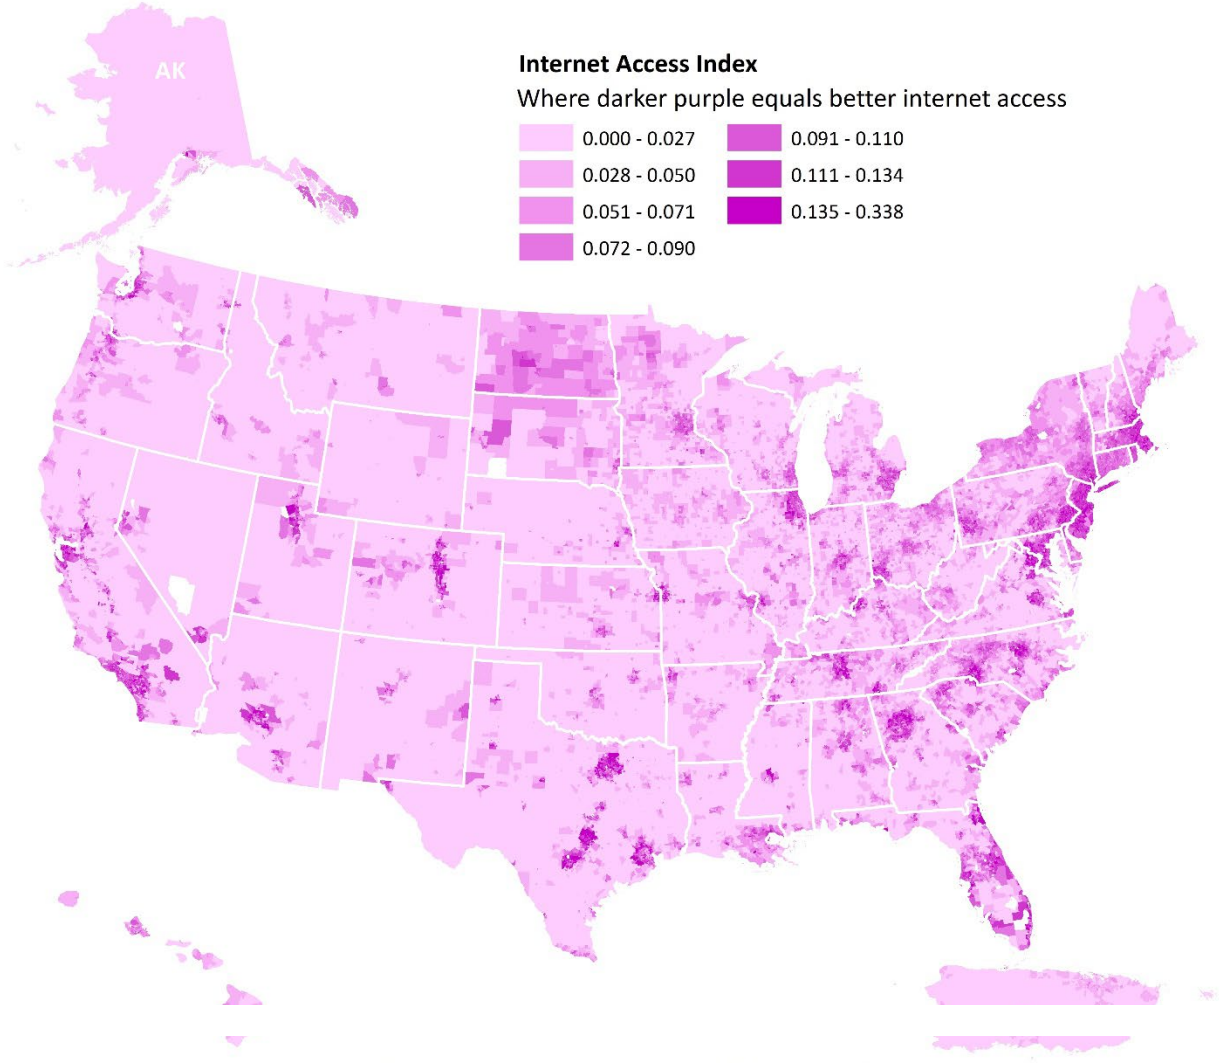 AK
Internet Access Index
Where darker purple equals better internet access
0.000 - 0.027
0.028 - 0.050
0.051 - 0.071
0.072 - 0.090
0.091 - 0.110
0.111 - 0.134
0.135 - 0.338